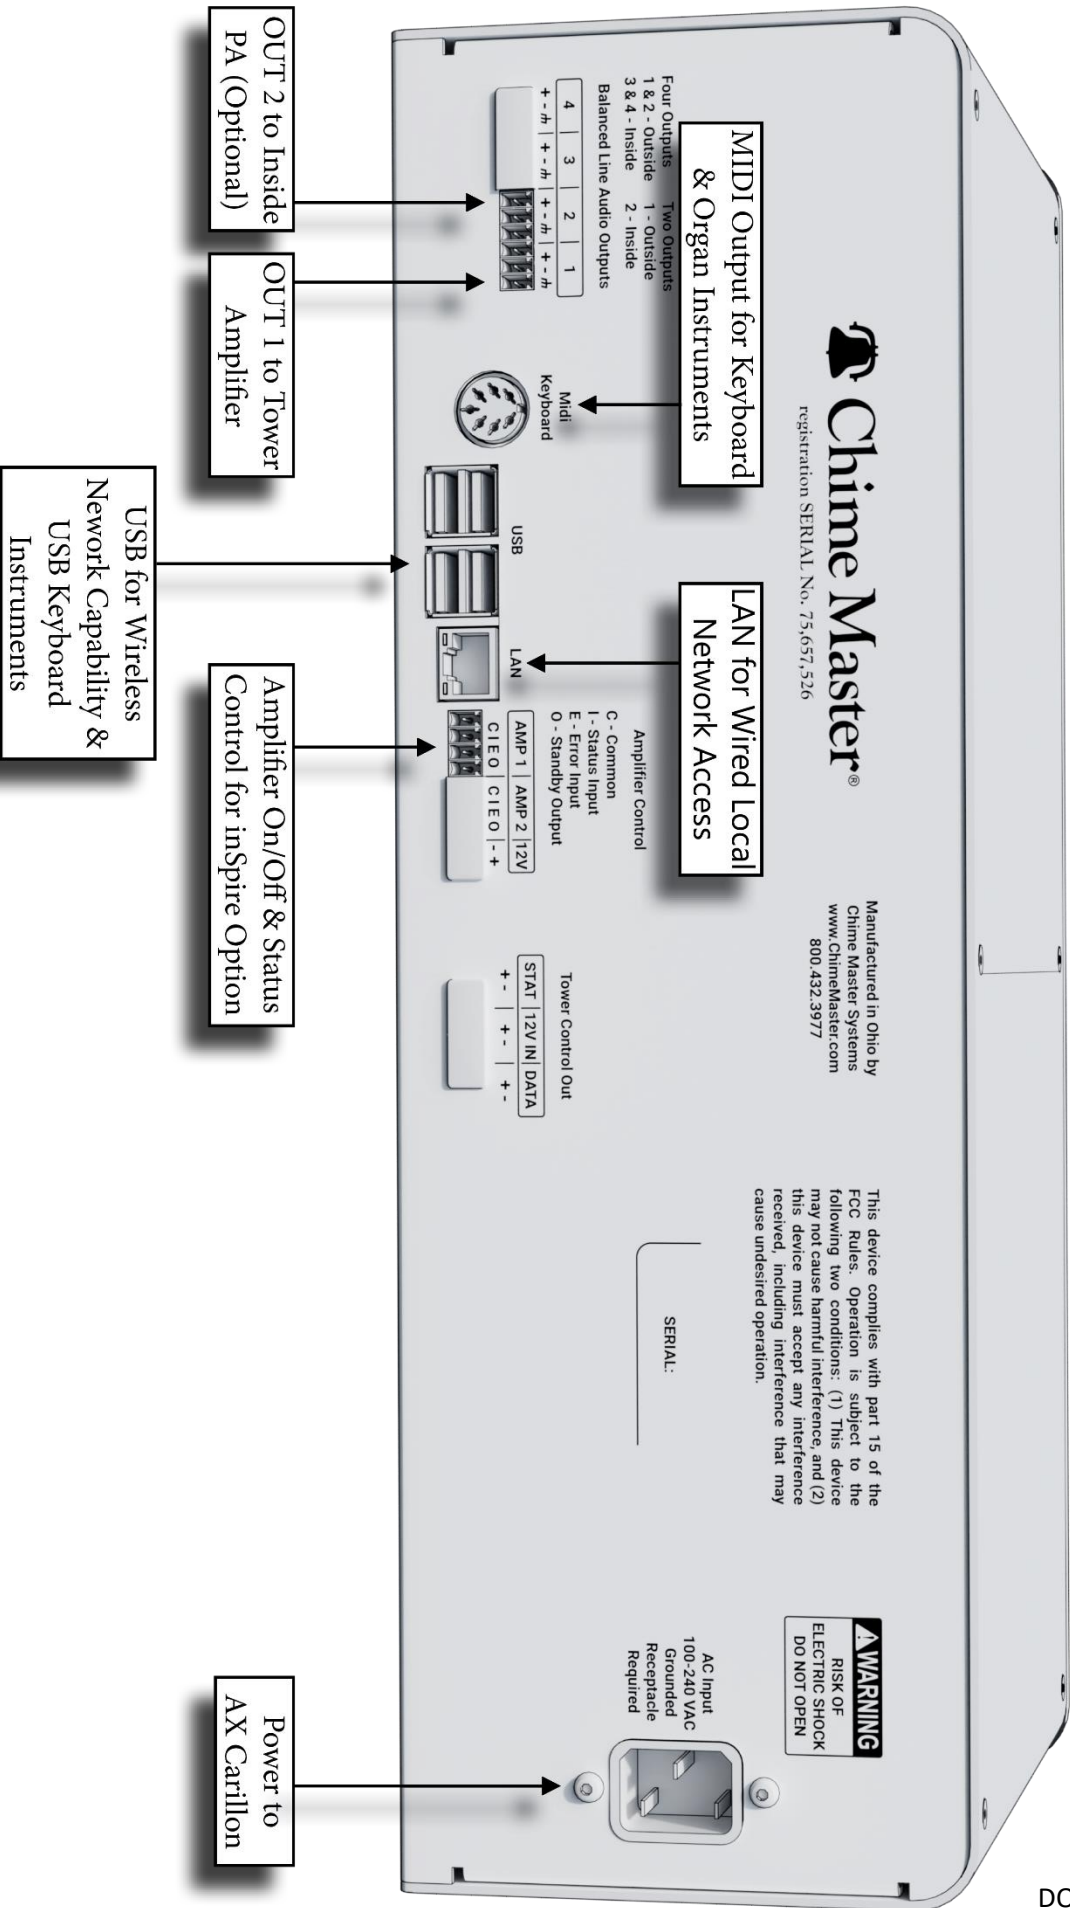 MIDI Output for Keyboard
& Organ Instruments
LAN for Wired Local
Network Access
Chime Master®
registration SERIAL No. 75,657,526
Manufactured in Ohio by
Chime Master Systems
www.ChimeMaster.com
800.432.3977
This device complies with part 15 of the
FCC Rules. Operation is subject to the
following two conditions: (1) This device
may not cause harmful interference, and (2)
this device must accept any interference
received, including interference that may
cause undesired operation.
SERIAL:
WARNING
RISK OF
ELECTRIC SHOCK
DO NOT OPEN
AC Input
100-240 VAC
Grounded
Receptacle
Required
Four Outputs
1 & 2 - Outside
3 & 4 - Inside
Two Outputs
1 - Outside
2 - Inside
Balanced Line Audio Outputs
4 | 3 | 2 | 1
+ - | + - | + - | + -
Midi
Keyboard
USB
LAN
Amplifier Control
C - Common
I - Status Input
E - Error Input
O - Standby Output
AMP 1 | AMP 2 | 12V
C I E O | C I E O | - +
Tower Control Out
STAT | 12V IN | DATA
+ - | + - | + -
OUT 2 to Inside
PA (Optional)
OUT 1 to Tower
Amplifier
USB for Wireless
Nework Capability &
USB Keyboard
Instruments
Amplifier On/Off & Status
Control for inSpire Option
Power to
AX Carillon